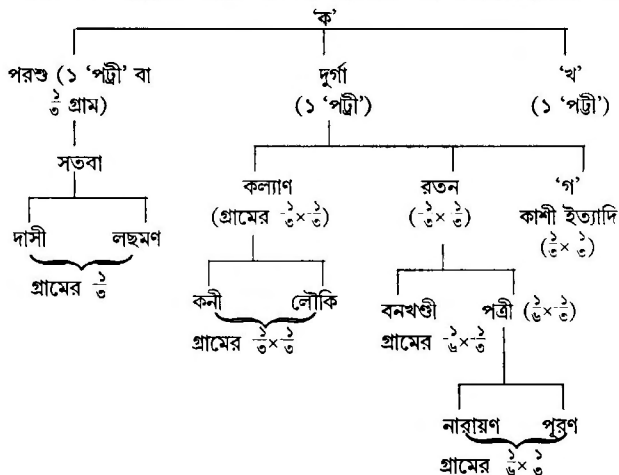 'ক'
পরশু (১ 'পট্টী' বা
১/৩ গ্রাম)
দুর্গা
(১ 'পট্টী')
'খ'
(১ 'পট্টী')
সতবা
কল্যাণ
(গ্রামের ১/৩×১/৩)
রতন
(১/৩ × ১/৩)
'গ'
কাশী ইত্যাদি
(১/৩ × ১/৩)
দাসী লছমণ
গ্রামের ১/৩
কনী লৌকি
গ্রামের ১/৩×১/৩
বনখণ্ডী
গ্রামের ১/৬×১/৩
পত্রী (১/৬×১/৩)
নারায়ণ পূরণ
গ্রামের ১/৬ × ১/৩